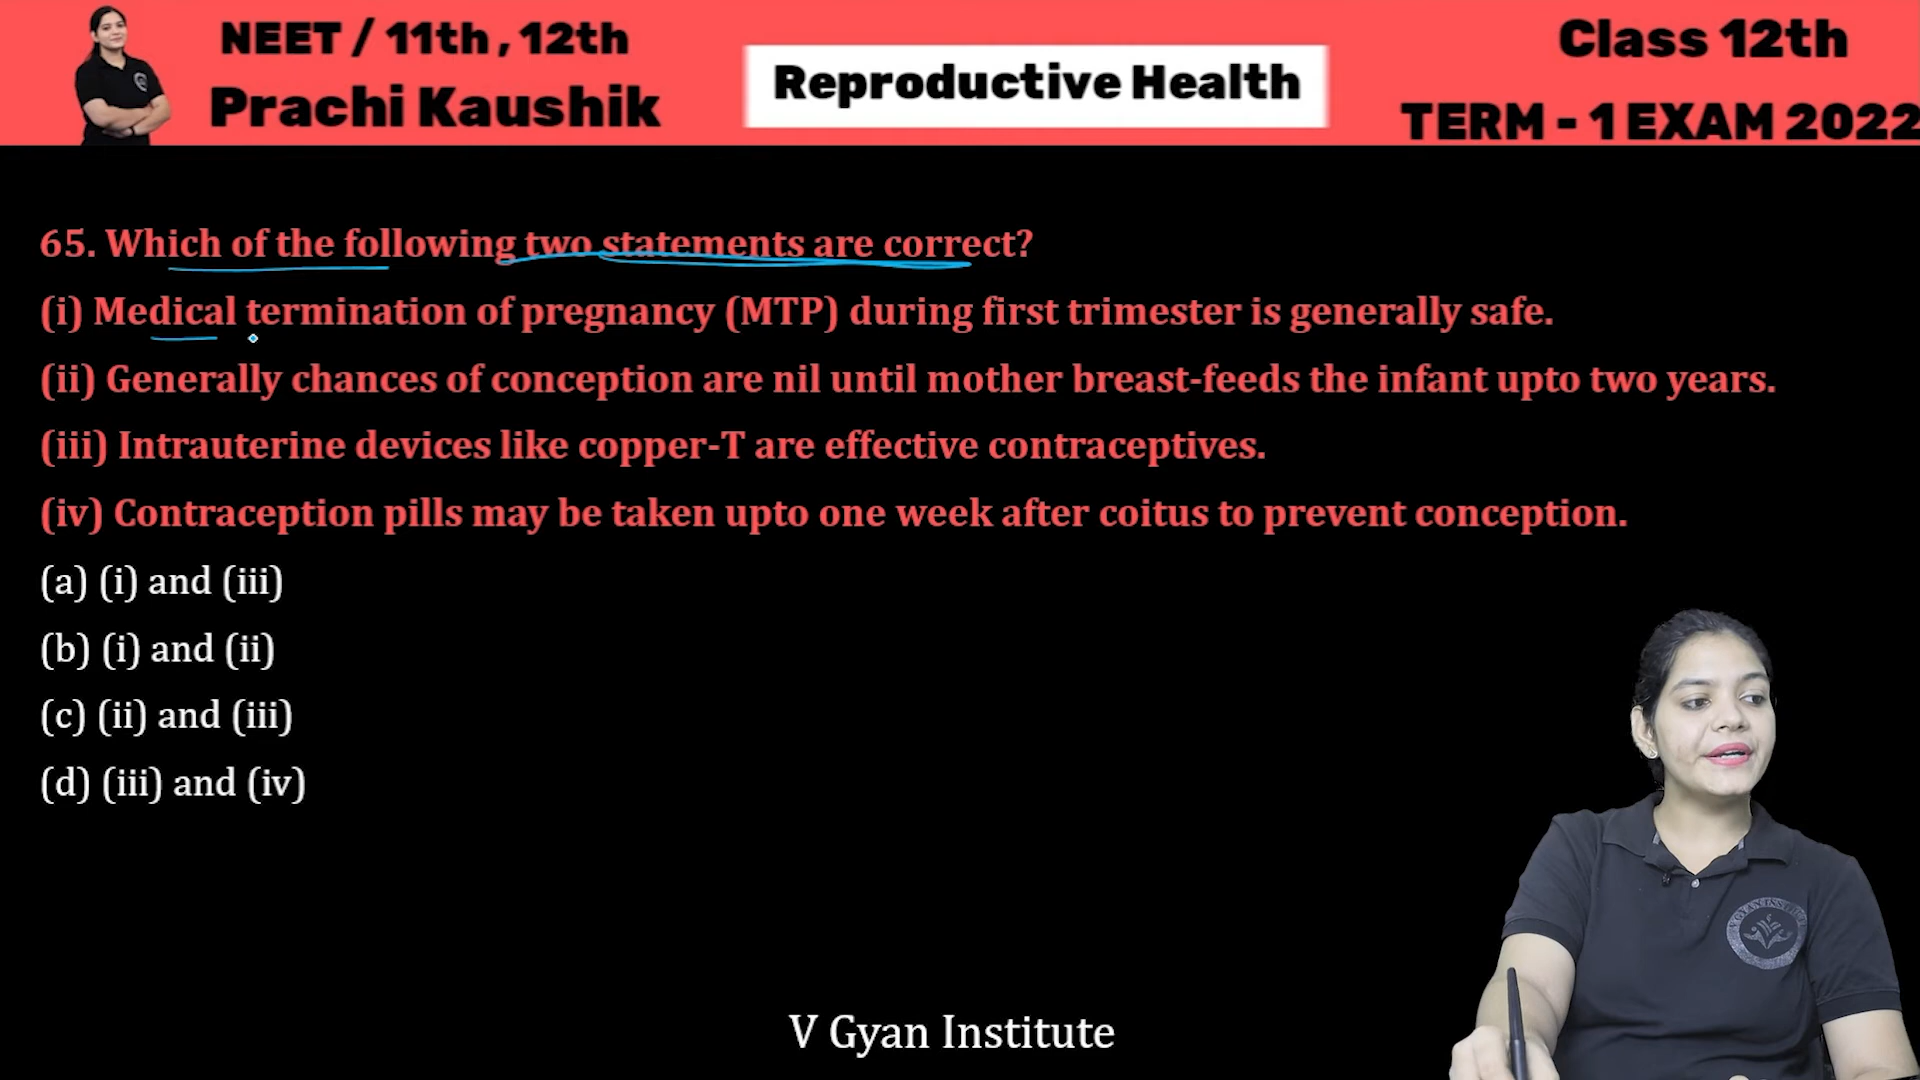 NEET / 11th , 12th
Prachi Kaushik
Reproductive Health
Class 12th
TERM - 1 EXAM 2022
65. Which of the following two statements are correct?
(i) Medical termination of pregnancy (MTP) during first trimester is generally safe.
(ii) Generally chances of conception are nil until mother breast-feeds the infant upto two years.
(iii) Intrauterine devices like copper-T are effective contraceptives.
(iv) Contraception pills may be taken upto one week after coitus to prevent conception.
(a) (i) and (iii)
(b) (i) and (ii)
(c) (ii) and (iii)
(d) (iii) and (iv)
V Gyan Institute